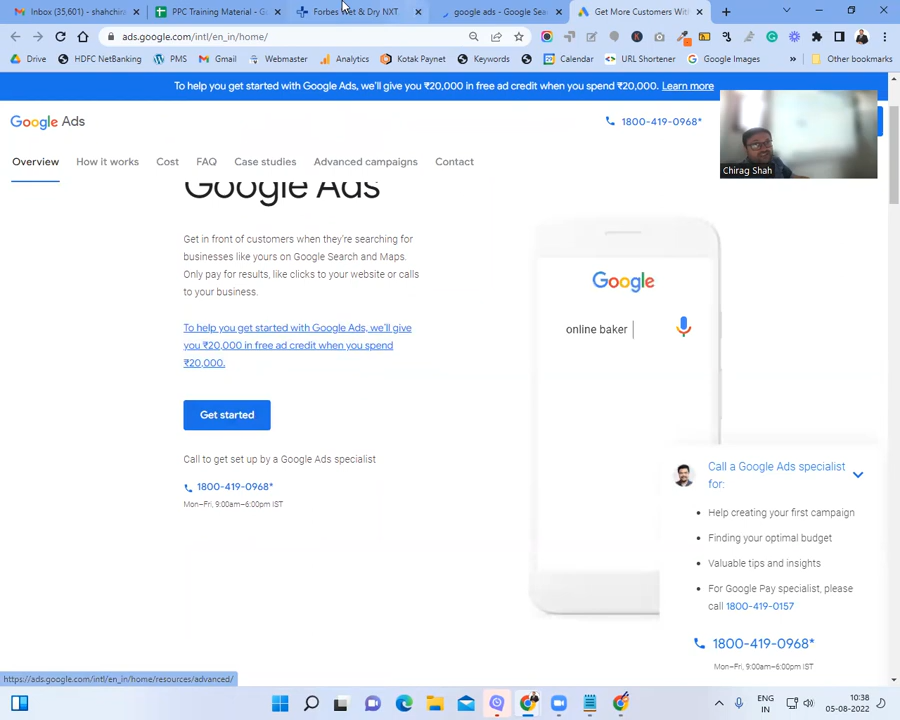 Inbox (35,601) - shahchira
PPC Training Material - G
Forbes Wet & Dry NXT
google ads - Google Sea
Get More Customers With
ads.google.com/intl/en_in/home/
Drive
HDFC NetBanking
PMS
Gmail
Webmaster
Analytics
Kotak Paynet
Keywords
Calendar
URL Shortener
Google Images
»
Other bookmarks
To help you get started with Google Ads, we'll give you ₹20,000 in free ad credit when you spend ₹20,000. Learn more
Google Ads
1800-419-0968*
Overview
How it works
Cost
FAQ
Case studies
Advanced campaigns
Contact
Chirag Shah
Google Ads
Get in front of customers when they're searching for
businesses like yours on Google Search and Maps.
Only pay for results, like clicks to your website or calls
to your business.
To help you get started with Google Ads, we'll give
you ₹20,000 in free ad credit when you spend
₹20,000.
Get started
Call to get set up by a Google Ads specialist
1800-419-0968*
Mon–Fri, 9:00am–6:00pm IST
Google
online baker
Call a Google Ads specialist
for:
• Help creating your first campaign
• Finding your optimal budget
• Valuable tips and insights
• For Google Pay specialist, please
call 1800-419-0157
1800-419-0968*
Mon–Fri, 9:00am–6:00pm IST
https://ads.google.com/intl/en_in/home/resources/advanced/
ENG
IN
10:38
05-08-2022